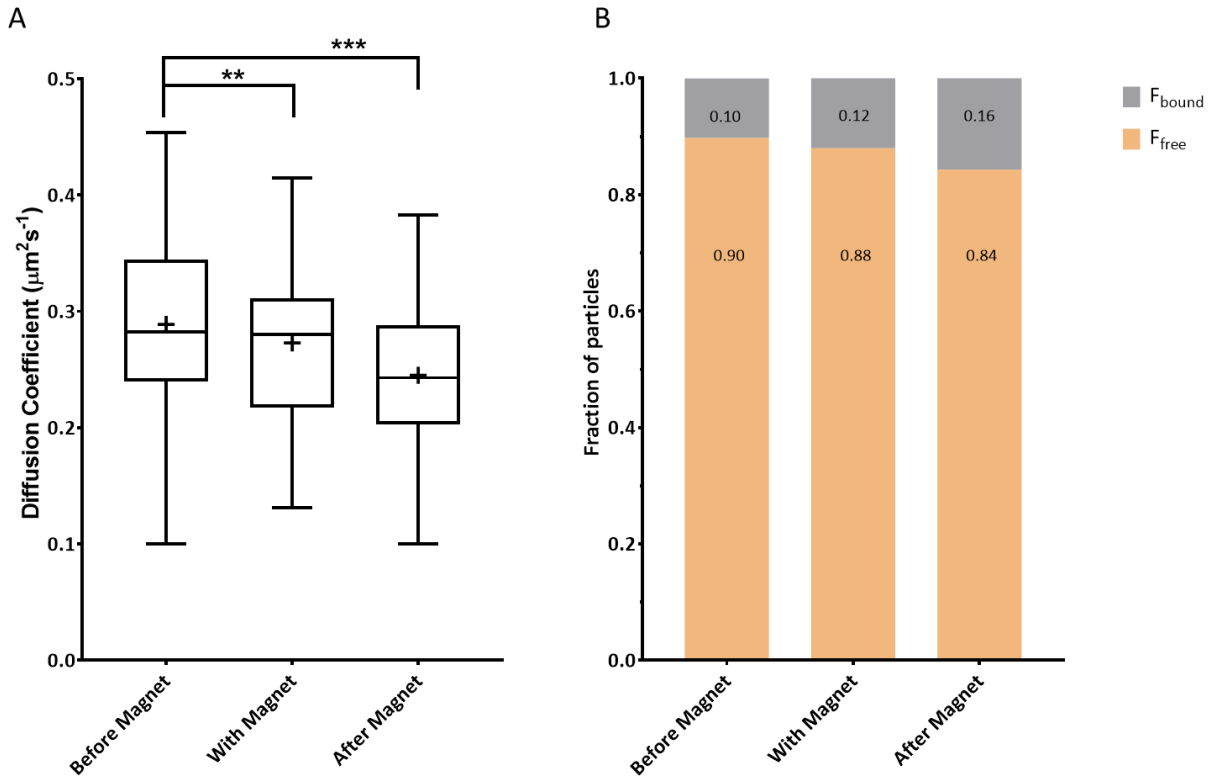 A
***
**
0.5
0.4
0.3
0.2
0.1
0.0
Diffusion Coefficient (μm²s⁻¹)
Before Magnet
With Magnet
After Magnet
B
1.0
0.8
0.6
0.4
0.2
0.0
Fraction of particles
0.10
0.12
0.16
0.90
0.88
0.84
Before Magnet
With Magnet
After Magnet
Fbound
Ffree